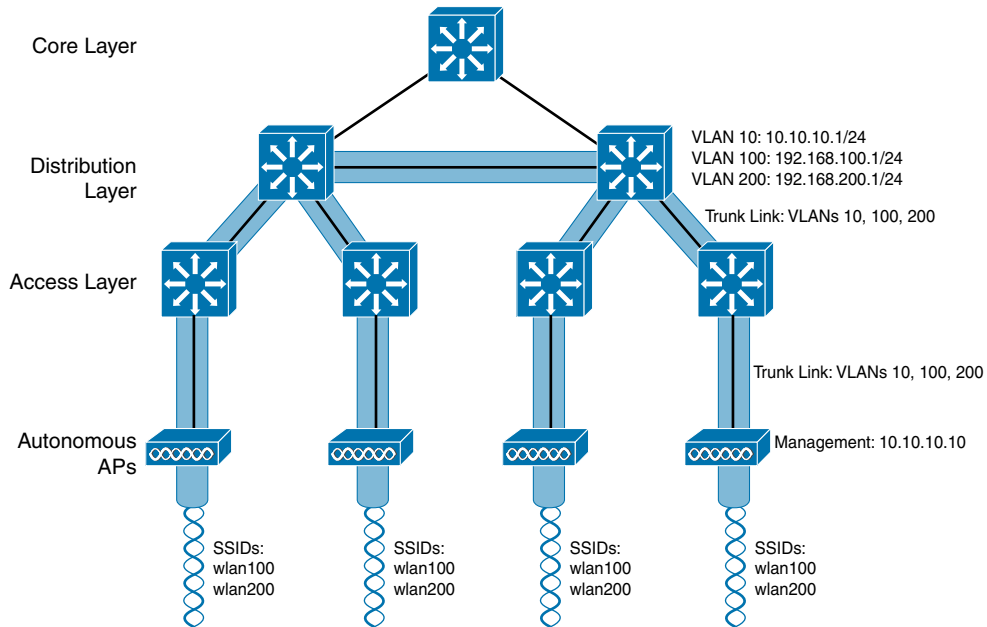 Core Layer
VLAN 10: 10.10.10.1/24
VLAN 100: 192.168.100.1/24
VLAN 200: 192.168.200.1/24
Distribution
Layer
Trunk Link: VLANs 10, 100, 200
Access Layer
Trunk Link: VLANs 10, 100, 200
Autonomous
APs
Management: 10.10.10.10
SSIDs:
wlan100
wlan200
SSIDs:
wlan100
wlan200
SSIDs:
wlan100
wlan200
SSIDs:
wlan100
wlan200